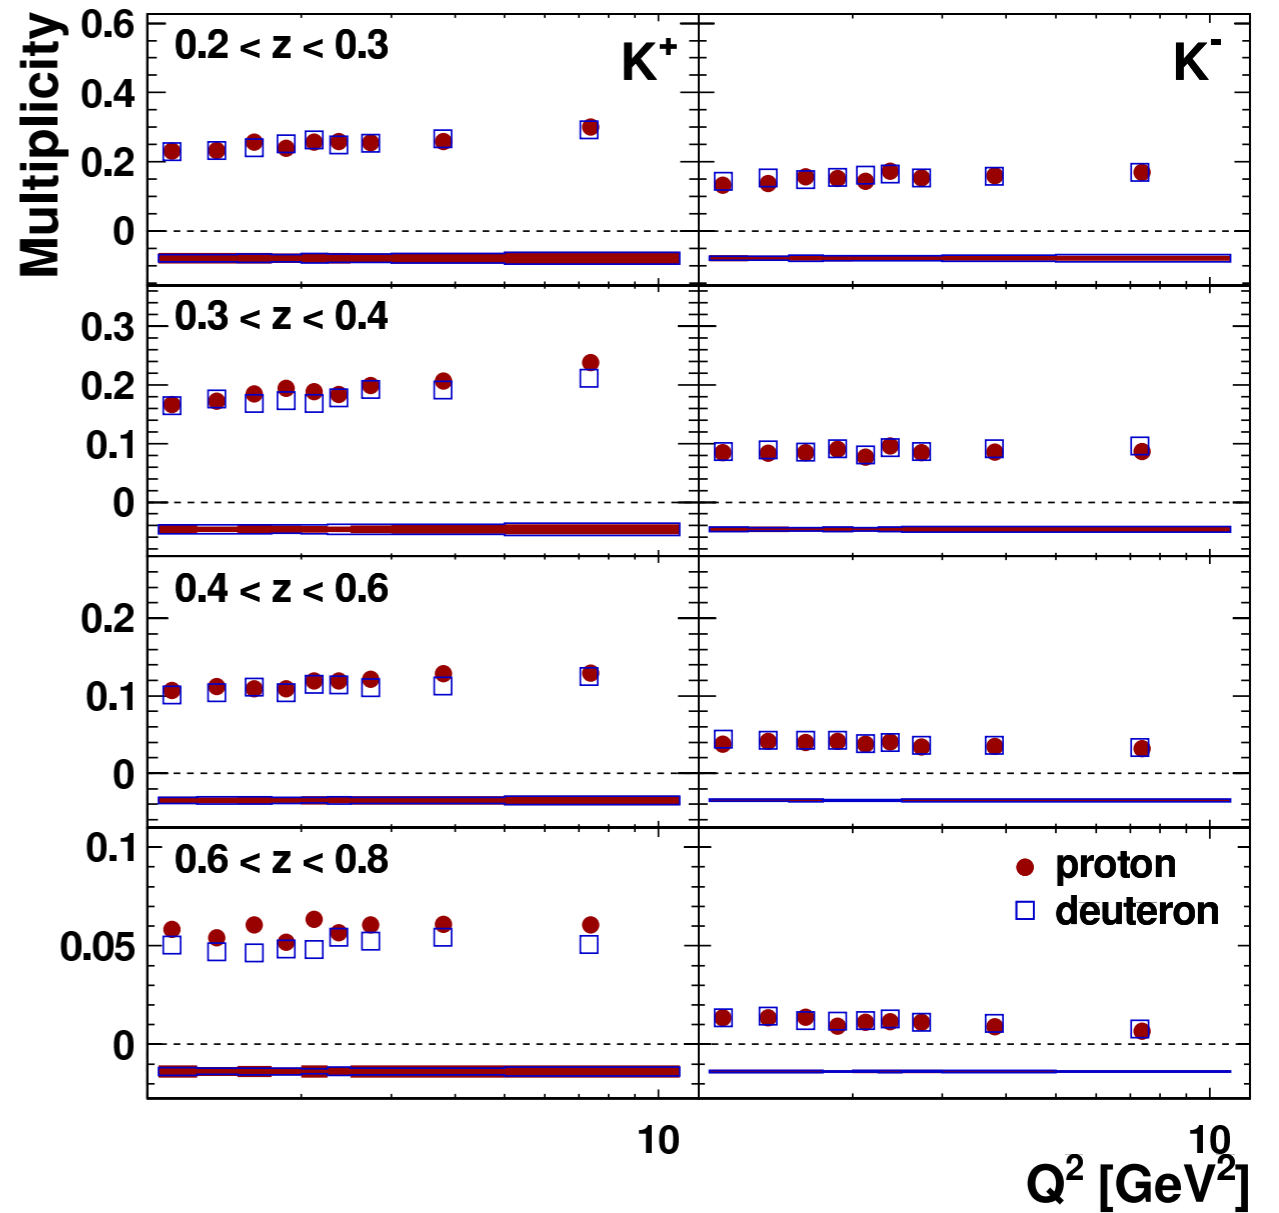 Multiplicity
0.6
0.2 < z < 0.3
K+
K-
0.4
0.2
0
0.3 < z < 0.4
0.3
0.2
0.1
0
0.4 < z < 0.6
0.2
0.1
0
0.6 < z < 0.8
0.1
0.05
0
proton
deuteron
10
10
Q² [GeV²]